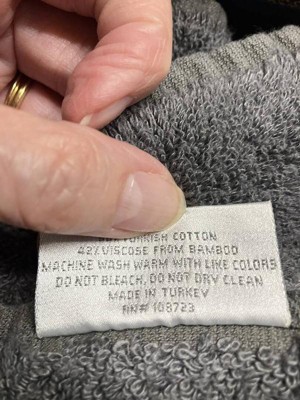 TURKISH COTTON
42% VISCOSE FROM BAMBOO
MACHINE WASH WARM WITH LIKE COLORS
DO NOT BLEACH, DO NOT DRY CLEAN
MADE IN TURKEY
RN# 108723